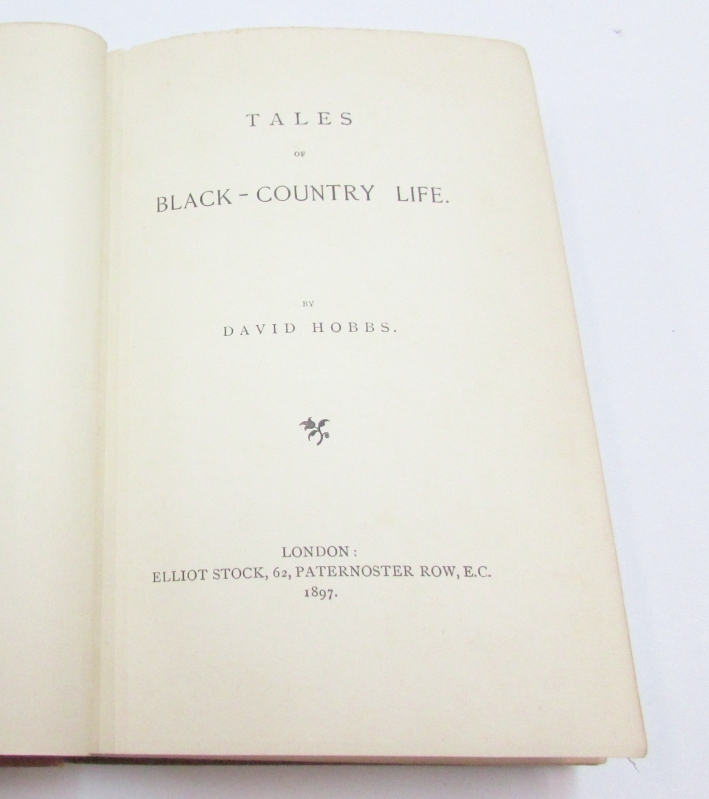 TALES
OF
BLACK-COUNTRY LIFE.
BY
DAVID HOBBS.
LONDON:
ELLIOT STOCK, 62, PATERNOSTER ROW, E.C.
1897.